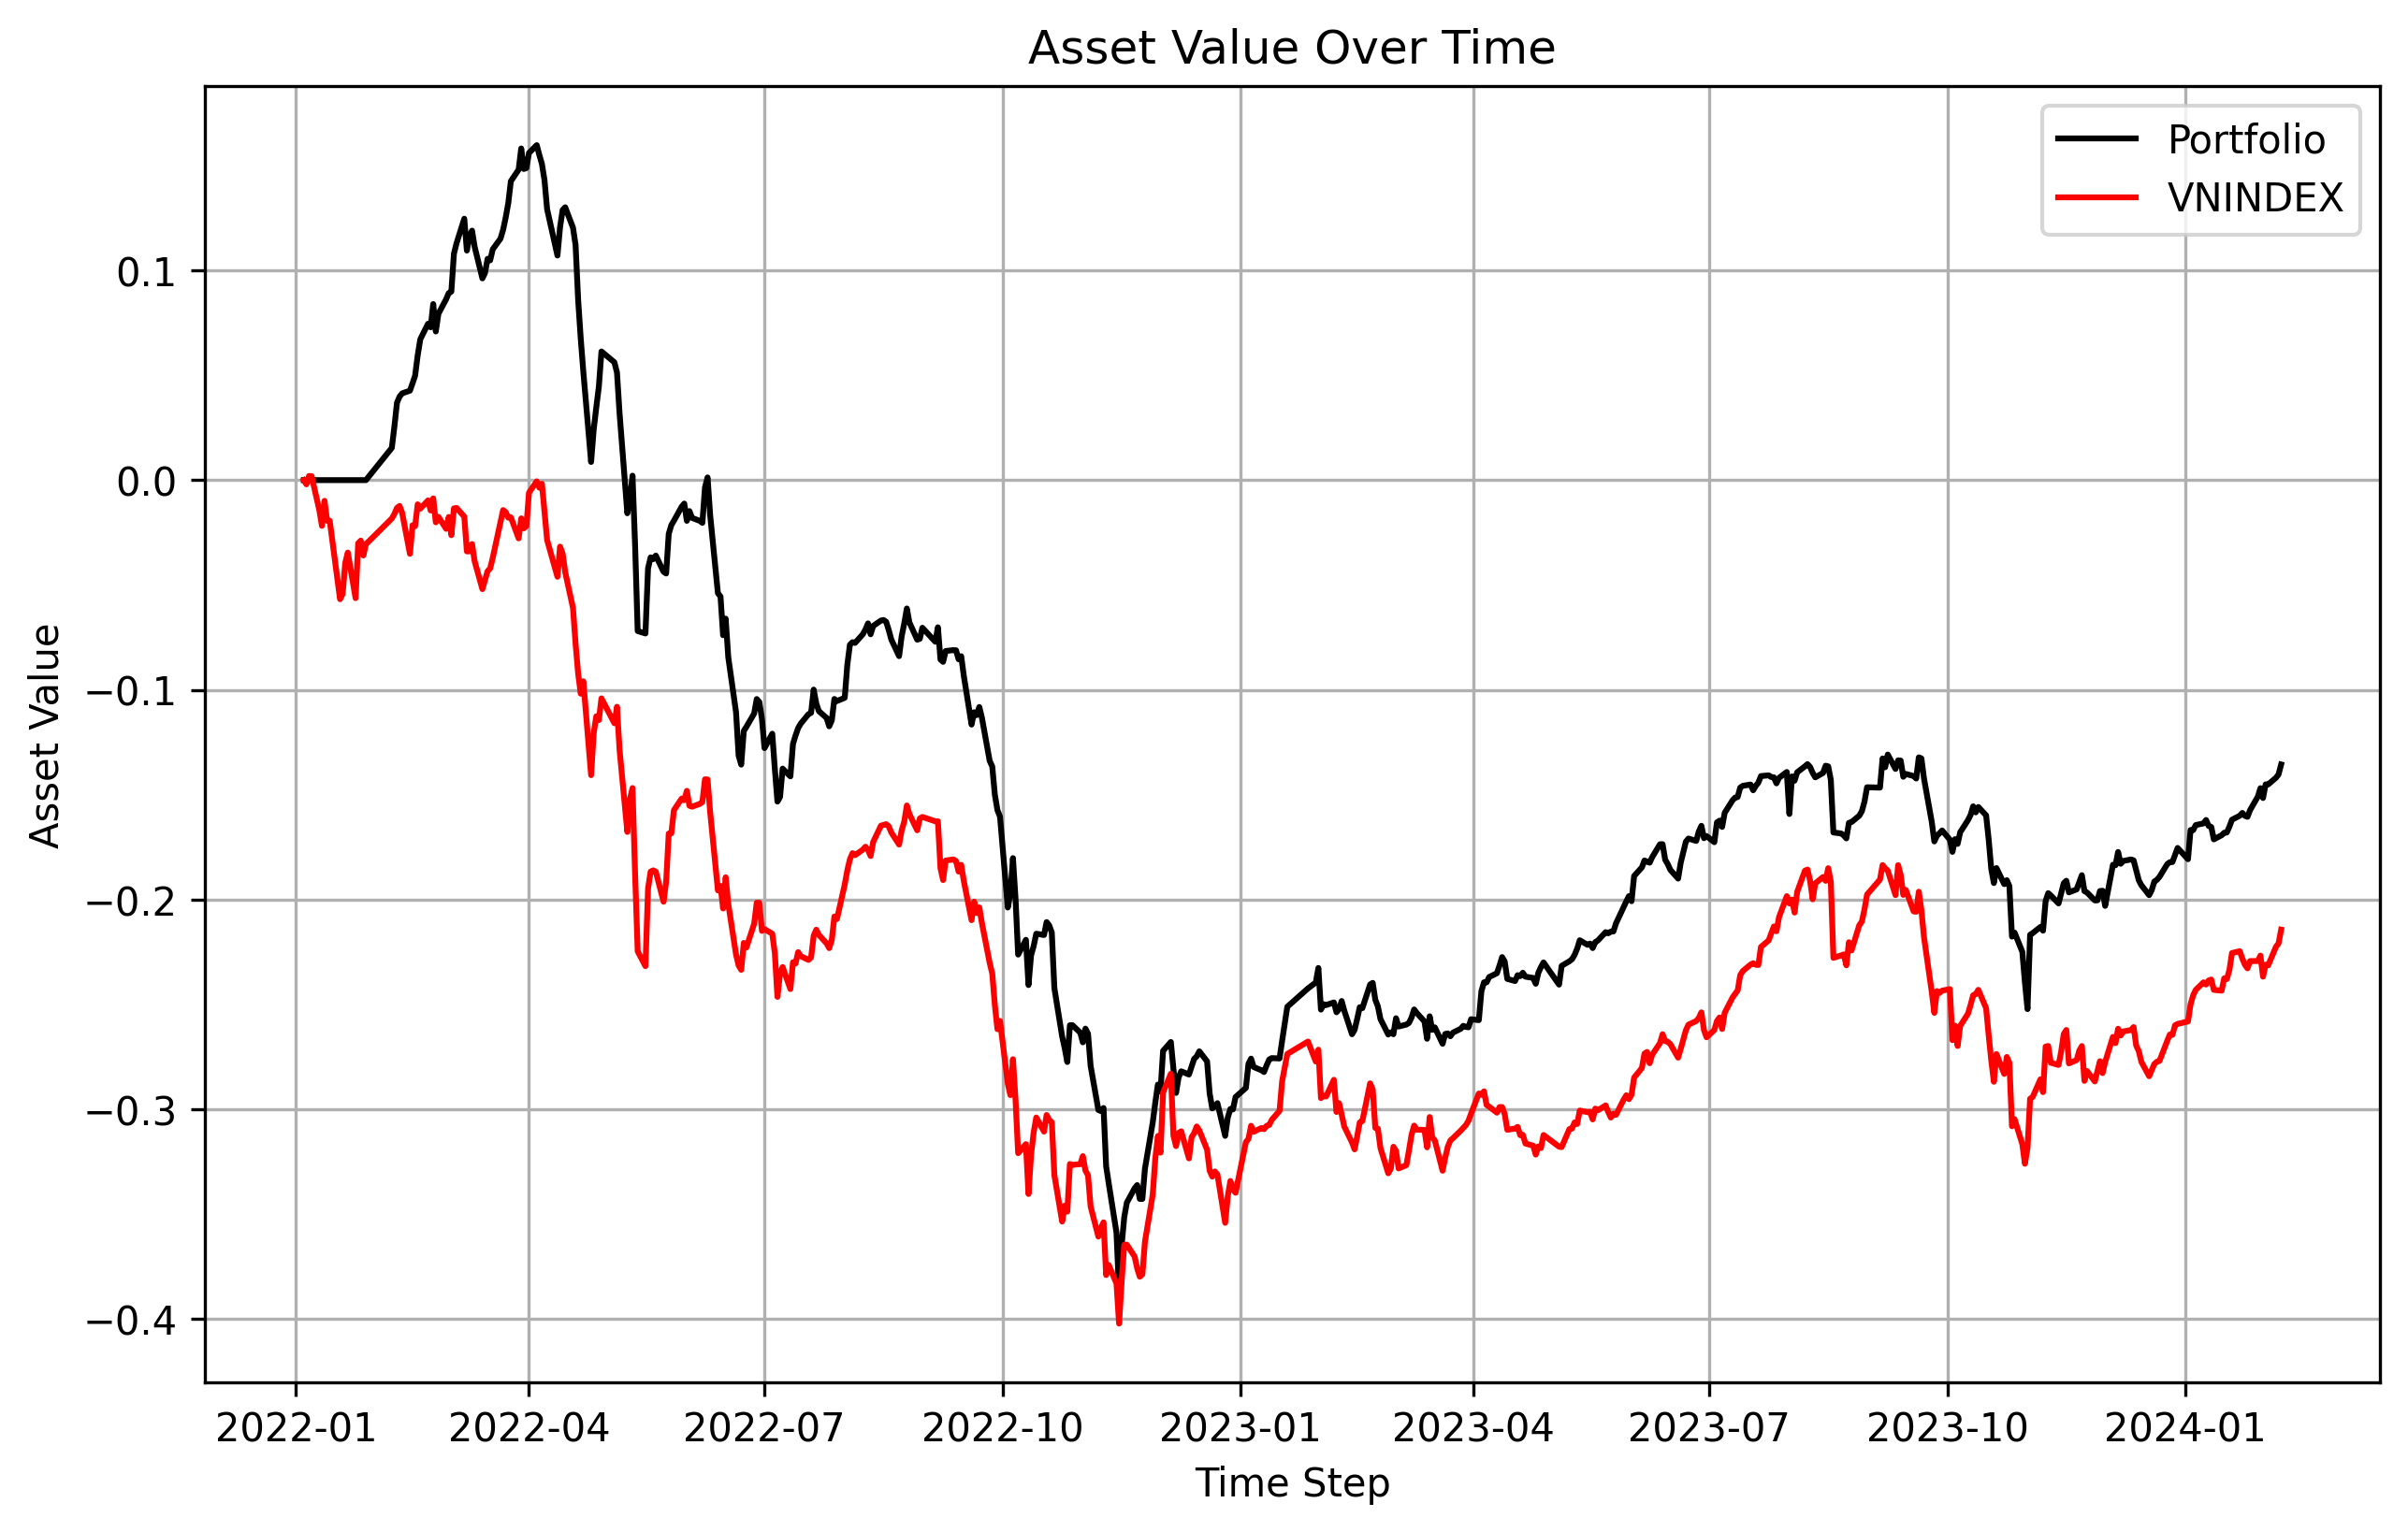 Asset Value Over Time
Portfolio
VNINDEX
Asset Value
0.1
0.0
−0.1
−0.2
−0.3
−0.4
2022-01 2022-04 2022-07 2022-10 2023-01 2023-04 2023-07 2023-10 2024-01
Time Step